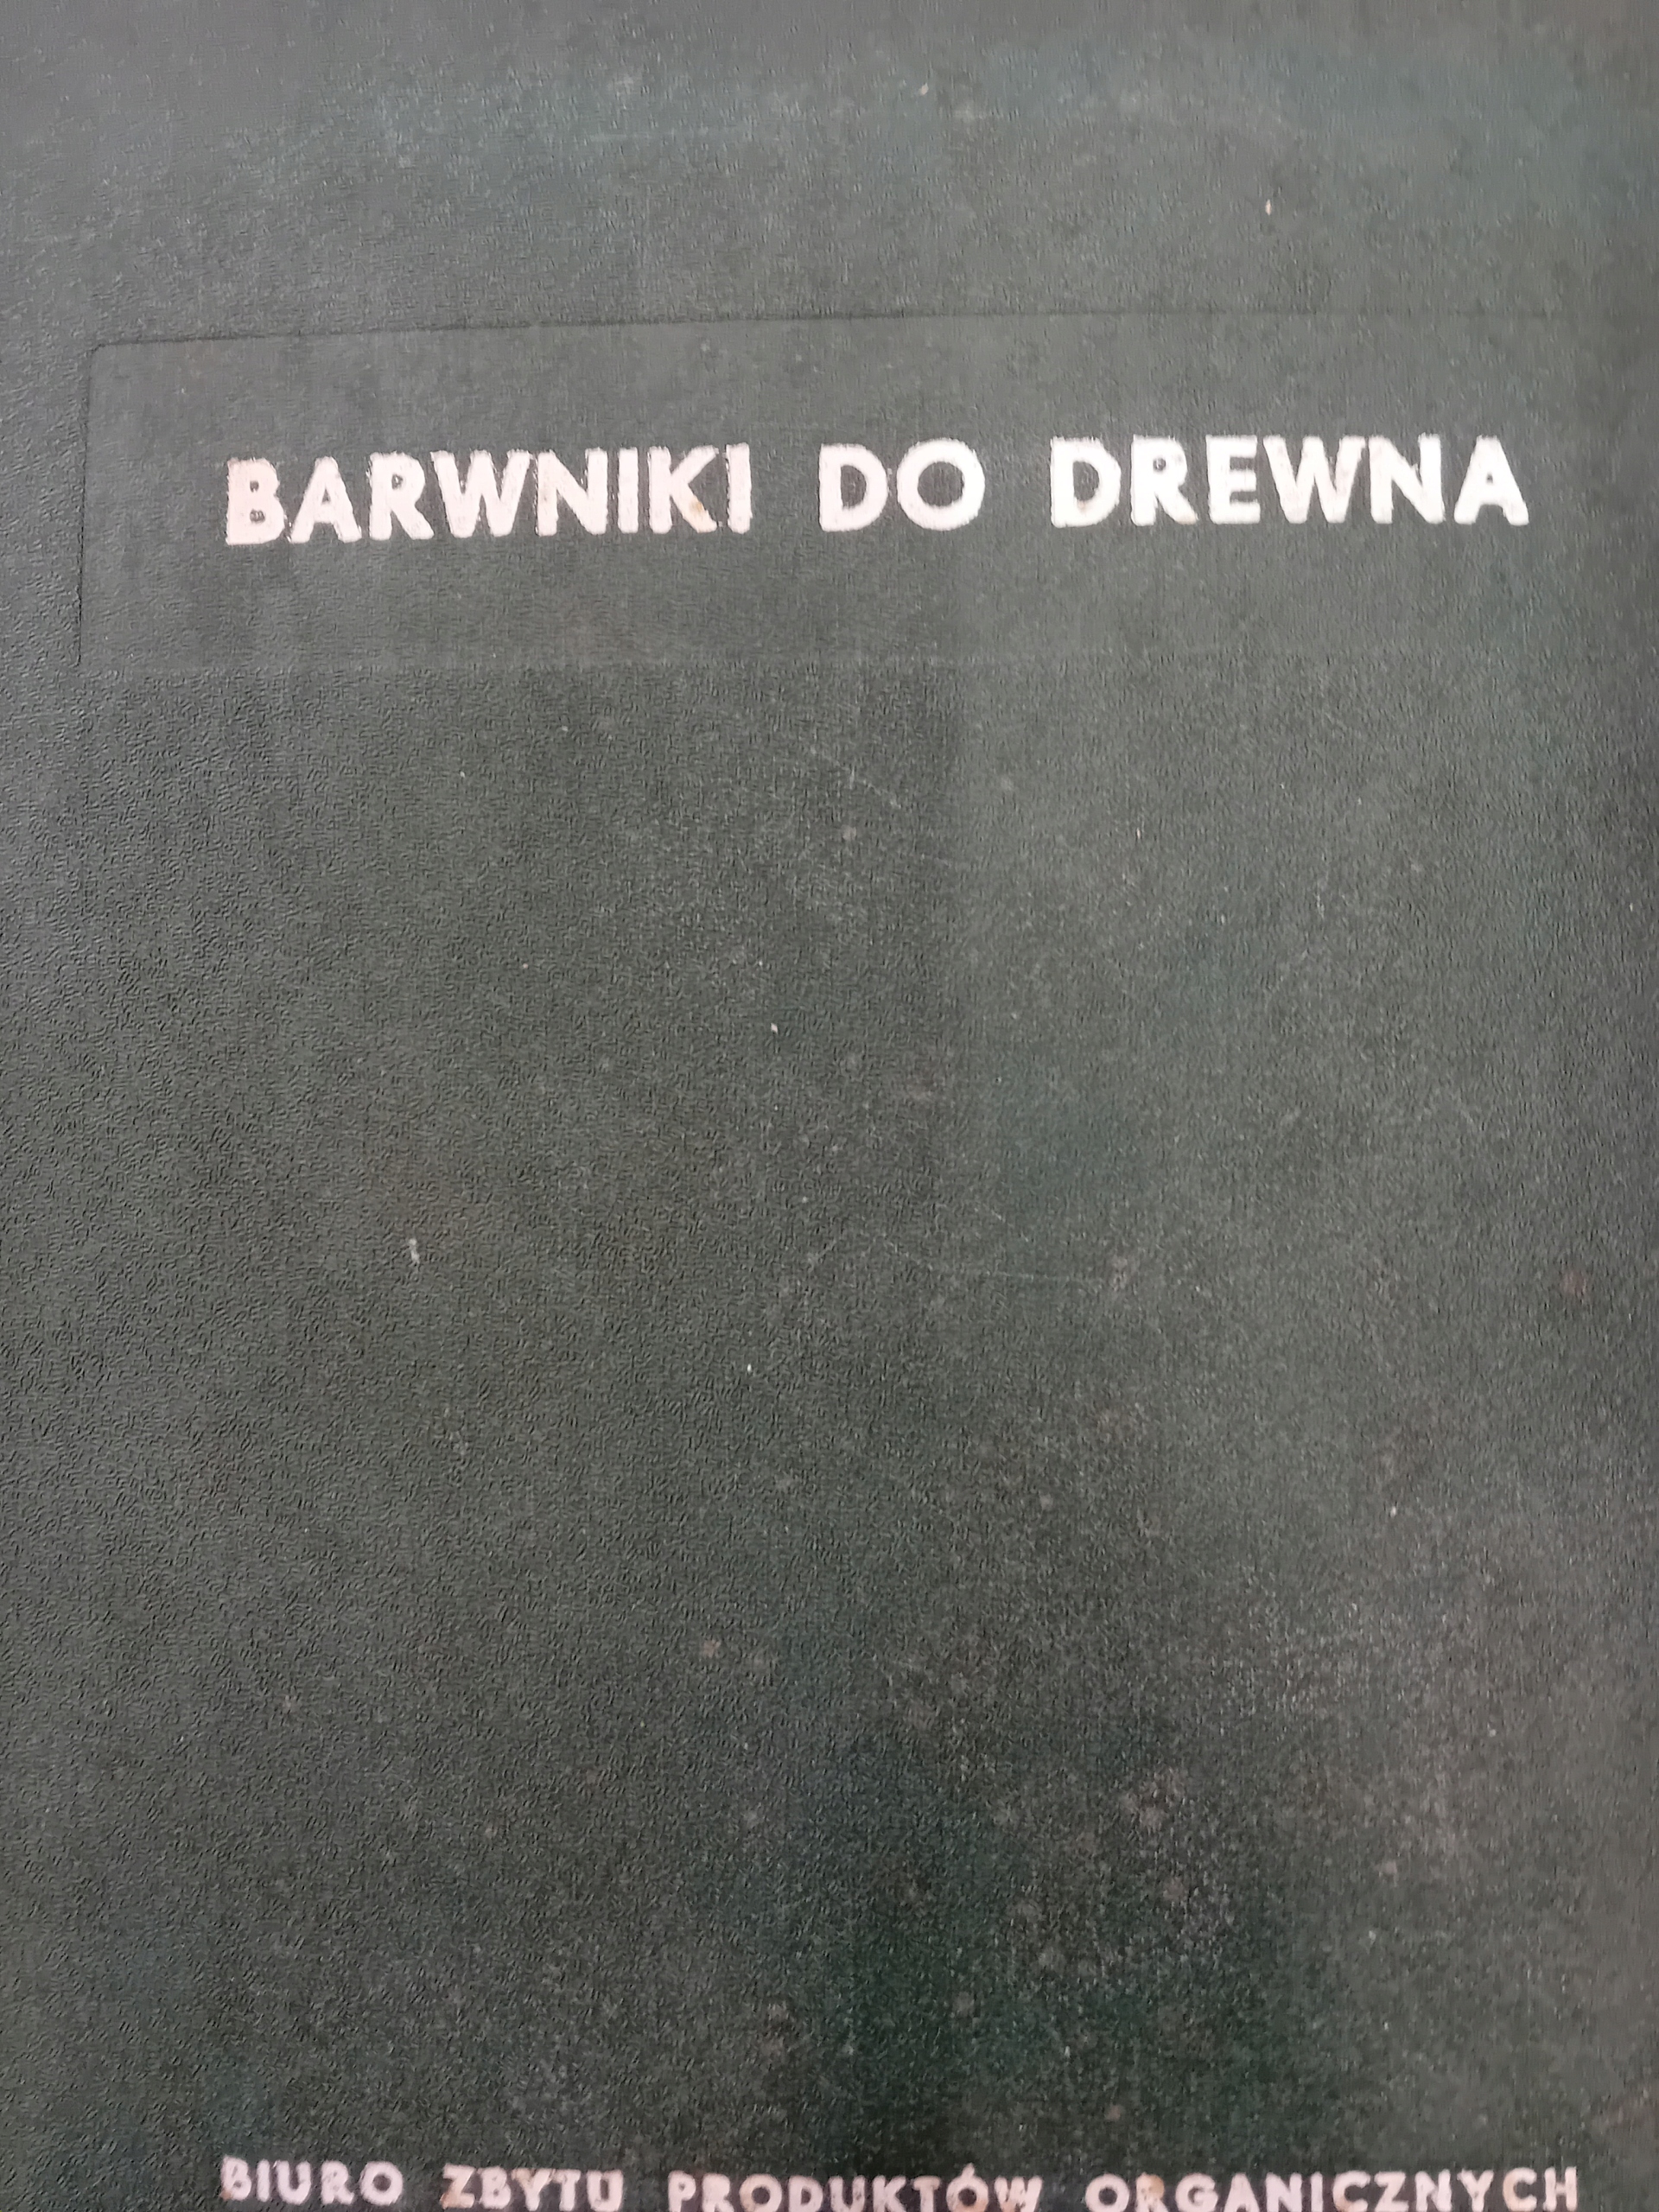 BARWNIKI DO DREWNA
BIURO ZBYTU PRODUKTÓW ORGANICZNYCH